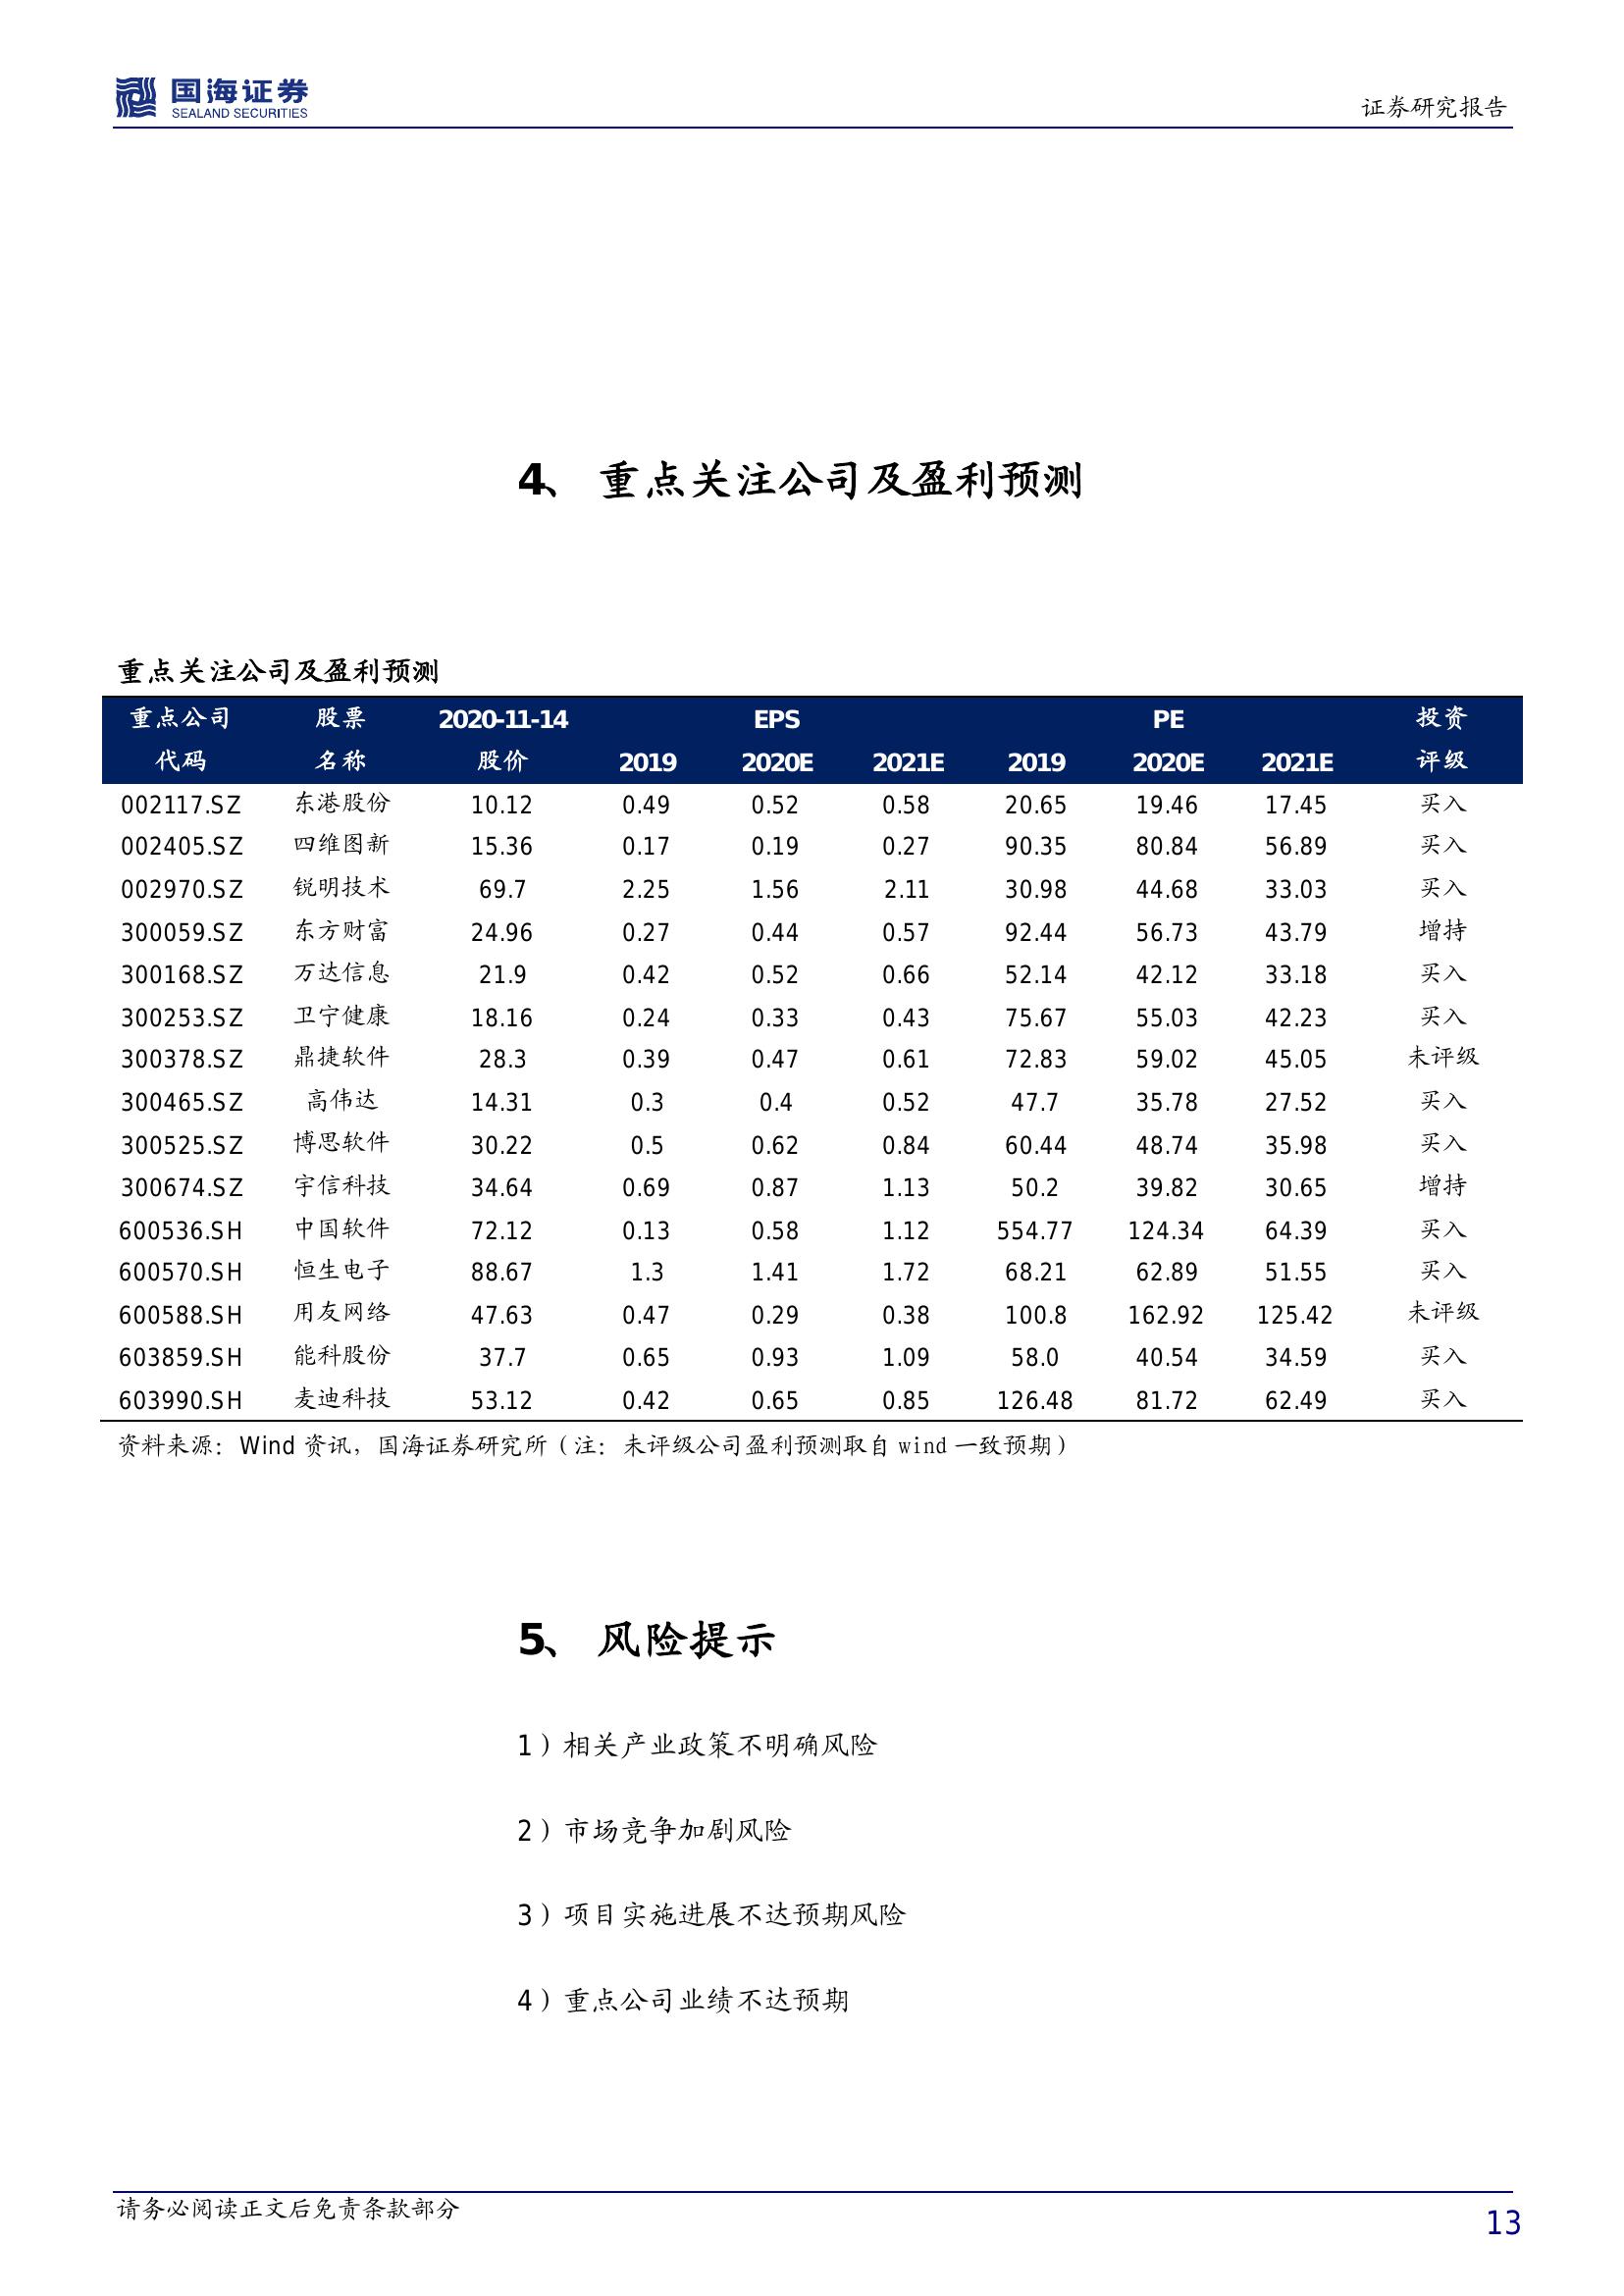 国海证券
SEALAND SECURITIES
证券研究报告
4、 重点关注公司及盈利预测
重点关注公司及盈利预测
重点公司 股票 2020-11-14 EPS PE 投资
代码 名称 股价 2019 2020E 2021E 2019 2020E 2021E 评级
002117.SZ 东港股份 10.12 0.49 0.52 0.58 20.65 19.46 17.45 买入
002405.SZ 四维图新 15.36 0.17 0.19 0.27 90.35 80.84 56.89 买入
002970.SZ 锐明技术 69.7 2.25 1.56 2.11 30.98 44.68 33.03 买入
300059.SZ 东方财富 24.96 0.27 0.44 0.57 92.44 56.73 43.79 增持
300168.SZ 万达信息 21.9 0.42 0.52 0.66 52.14 42.12 33.18 买入
300253.SZ 卫宁健康 18.16 0.24 0.33 0.43 75.67 55.03 42.23 买入
300378.SZ 鼎捷软件 28.3 0.39 0.47 0.61 72.83 59.02 45.05 未评级
300465.SZ 高伟达 14.31 0.3 0.4 0.52 47.7 35.78 27.52 买入
300525.SZ 博思软件 30.22 0.5 0.62 0.84 60.44 48.74 35.98 买入
300674.SZ 宇信科技 34.64 0.69 0.87 1.13 50.2 39.82 30.65 增持
600536.SH 中国软件 72.12 0.13 0.58 1.12 554.77 124.34 64.39 买入
600570.SH 恒生电子 88.67 1.3 1.41 1.72 68.21 62.89 51.55 买入
600588.SH 用友网络 47.63 0.47 0.29 0.38 100.8 162.92 125.42 未评级
603859.SH 能科股份 37.7 0.65 0.93 1.09 58.0 40.54 34.59 买入
603990.SH 麦迪科技 53.12 0.42 0.65 0.85 126.48 81.72 62.49 买入
资料来源：Wind 资讯，国海证券研究所（注：未评级公司盈利预测取自 wind 一致预期）
5、 风险提示
1）相关产业政策不明确风险
2）市场竞争加剧风险
3）项目实施进展不达预期风险
4）重点公司业绩不达预期
请务必阅读正文后免责条款部分
13